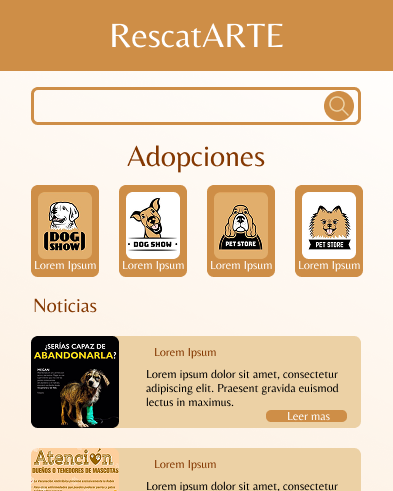 RescatARTE
Adopciones
DOG
SHOW
Lorem Ipsum
DOG SHOW
Lorem Ipsum
PET STORE
Lorem Ipsum
PET STORE
Lorem Ipsum
Noticias
¿SERÍAS CAPAZ DE
ABANDONARLA?
MEGAN
Lorem Ipsum
Lorem ipsum dolor sit amet, consectetur
adipiscing elit. Praesent gravida euismod
lectus in maximus.
Leer mas
Atención
DUEÑOS O TENEDORES DE MASCOTAS
Lorem Ipsum
Lorem ipsum dolor sit amet, consectetur